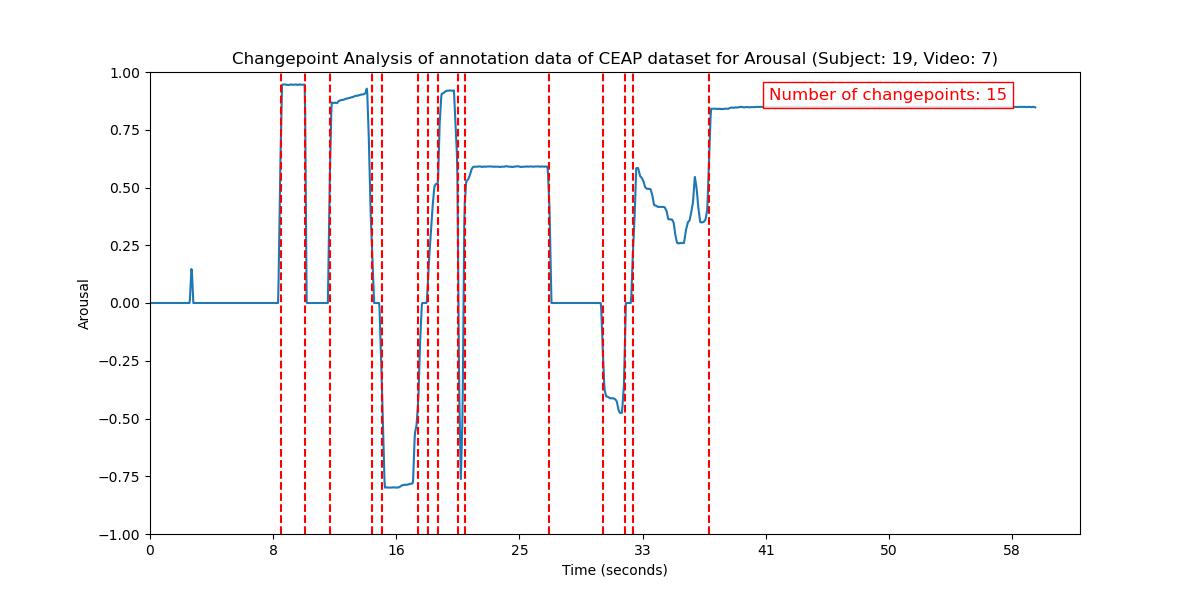 Changepoint Analysis of annotation data of CEAP dataset for Arousal (Subject: 19, Video: 7)
Number of changepoints: 15
1.00
0.75
0.50
0.25
0.00
−0.25
−0.50
−0.75
−1.00
Arousal
0 8 16 25 33 41 50 58
Time (seconds)